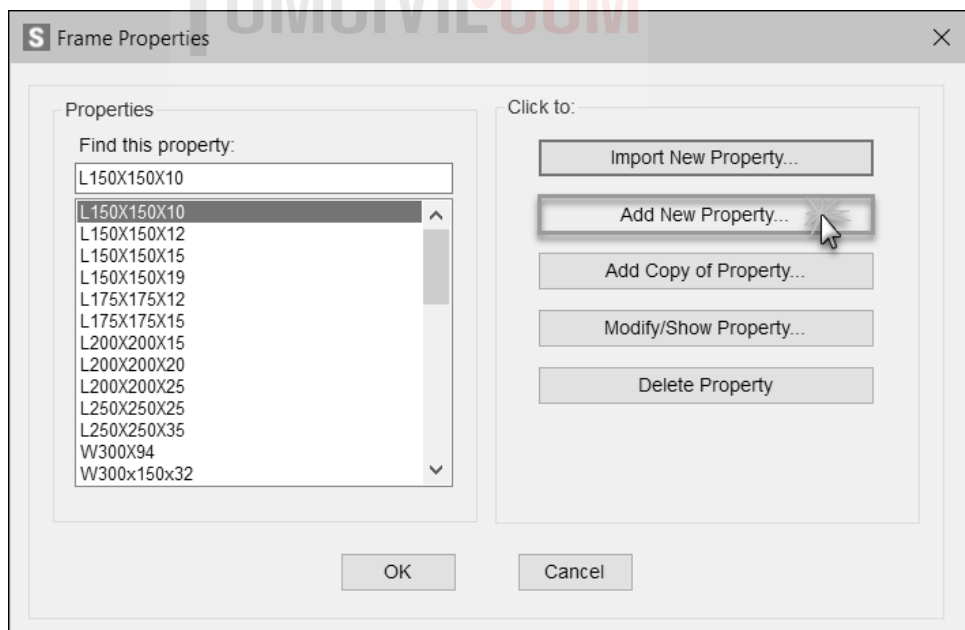 TUMCIVIL.COM
S Frame Properties
Properties
Find this property:
L150X150X10
L150X150X10
L150X150X12
L150X150X15
L150X150X19
L175X175X12
L175X175X15
L200X200X15
L200X200X20
L200X200X25
L250X250X25
L250X250X35
W300X94
W300x150x32
Click to:
Import New Property...
Add New Property...
Add Copy of Property...
Modify/Show Property...
Delete Property
OK
Cancel